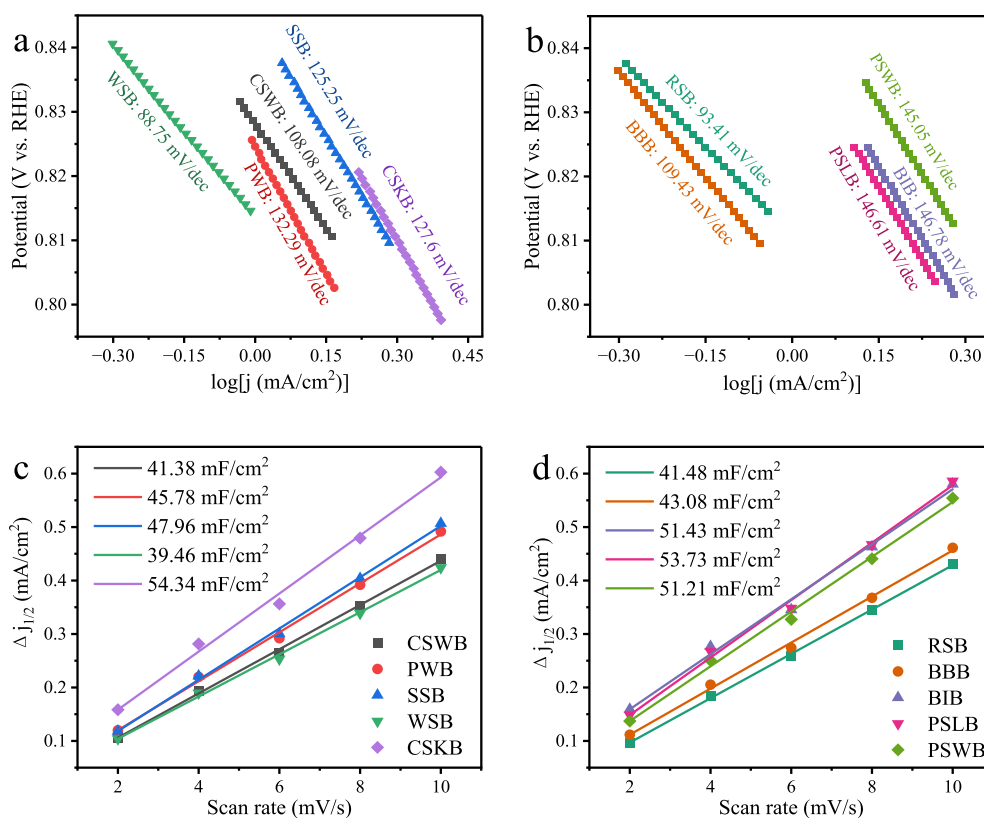 a
0.84
0.83
0.82
0.81
0.80
Potential (V vs. RHE)
WSB: 88.75 mV/dec
PWB: 132.29 mV/dec
CSWB: 108.08 mV/dec
SSB: 125.25 mV/dec
CSKB: 127.6 mV/dec
−0.30 −0.15 0.00 0.15 0.30 0.45
log[j (mA/cm²)]
b
0.84
0.83
0.82
0.81
0.80
Potential (V vs. RHE)
RSB: 93.41 mV/dec
BBB: 109.43 mV/dec
PSWB: 145.05 mV/dec
PSLB: 146.61 mV/dec
BIB: 146.78 mV/dec
−0.30 −0.15 0.00 0.15 0.30
log[j (mA/cm²)]
c
0.6
0.5
0.4
0.3
0.2
0.1
Δ j1/2 (mA/cm²)
41.38 mF/cm²
45.78 mF/cm²
47.96 mF/cm²
39.46 mF/cm²
54.34 mF/cm²
CSWB
PWB
SSB
WSB
CSKB
2 4 6 8 10
Scan rate (mV/s)
d
0.6
0.5
0.4
0.3
0.2
0.1
Δ j1/2 (mA/cm²)
41.48 mF/cm²
43.08 mF/cm²
51.43 mF/cm²
53.73 mF/cm²
51.21 mF/cm²
RSB
BBB
BIB
PSLB
PSWB
2 4 6 8 10
Scan rate (mV/s)